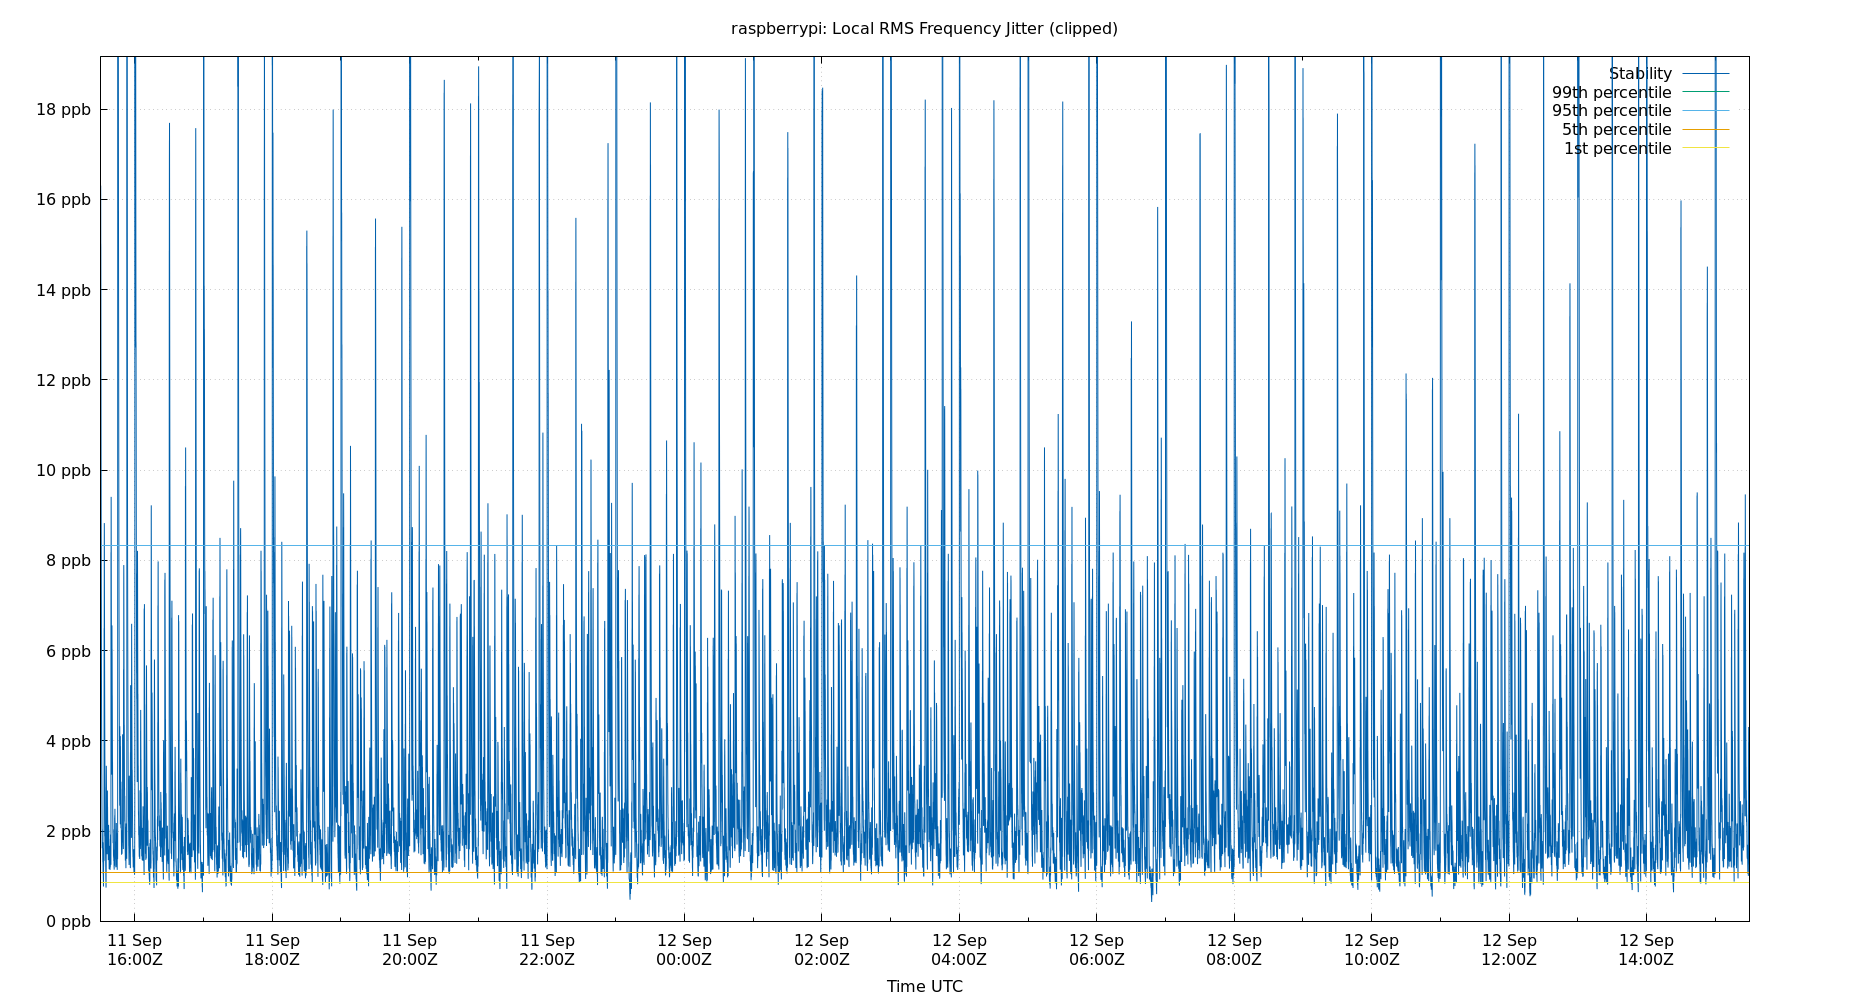 raspberrypi: Local RMS Frequency Jitter (clipped)
Stability
99th percentile
95th percentile
5th percentile
1st percentile
18 ppb
16 ppb
14 ppb
12 ppb
10 ppb
8 ppb
6 ppb
4 ppb
2 ppb
0 ppb
11 Sep 11 Sep 11 Sep 11 Sep 12 Sep 12 Sep 12 Sep 12 Sep 12 Sep 12 Sep 12 Sep 12 Sep
16:00Z 18:00Z 20:00Z 22:00Z 00:00Z 02:00Z 04:00Z 06:00Z 08:00Z 10:00Z 12:00Z 14:00Z
Time UTC